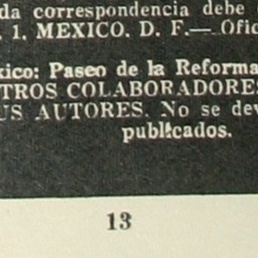 da correspondencia debe
. 1, MEXICO. D. F.— Ofic
xico: Paseo de la Reforma
TROS COLABORADORES
US AUTORES. No se dev
publicados.
13